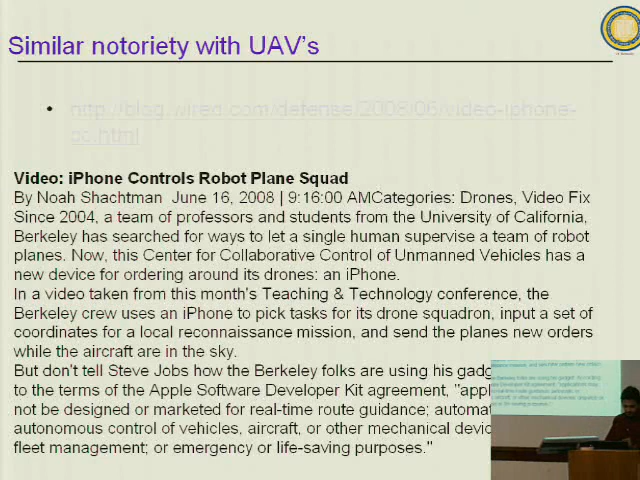 Similar notoriety with UAV's
• http://blog.wired.com/defense/2008/06/video-iphone-
oc.html
Video: iPhone Controls Robot Plane Squad
By Noah Shachtman June 16, 2008 | 9:16:00 AMCategories: Drones, Video Fix
Since 2004, a team of professors and students from the University of California,
Berkeley has searched for ways to let a single human supervise a team of robot
planes. Now, this Center for Collaborative Control of Unmanned Vehicles has a
new device for ordering around its drones: an iPhone.
In a video taken from this month's Teaching & Technology conference, the
Berkeley crew uses an iPhone to pick tasks for its drone squadron, input a set of
coordinates for a local reconnaissance mission, and send the planes new orders
while the aircraft are in the sky.
But don't tell Steve Jobs how the Berkeley folks are using his gadg
to the terms of the Apple Software Developer Kit agreement, "appl
not be designed or marketed for real-time route guidance; automat
autonomous control of vehicles, aircraft, or other mechanical devic
fleet management; or emergency or life-saving purposes."